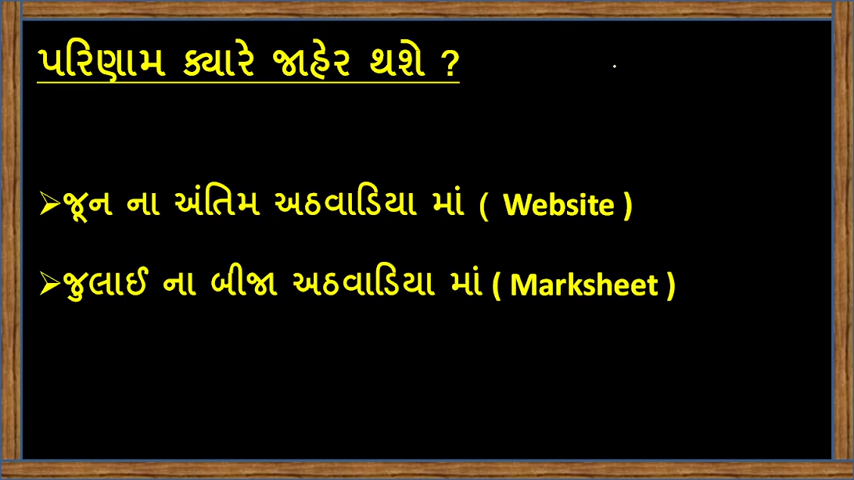 પરિણામ ક્યારે જાહેર થશે ?
➢જૂન ના અંતિમ અઠવાડિયા માં ( Website )
➢જુલાઈ ના બીજા અઠવાડિયા માં ( Marksheet )